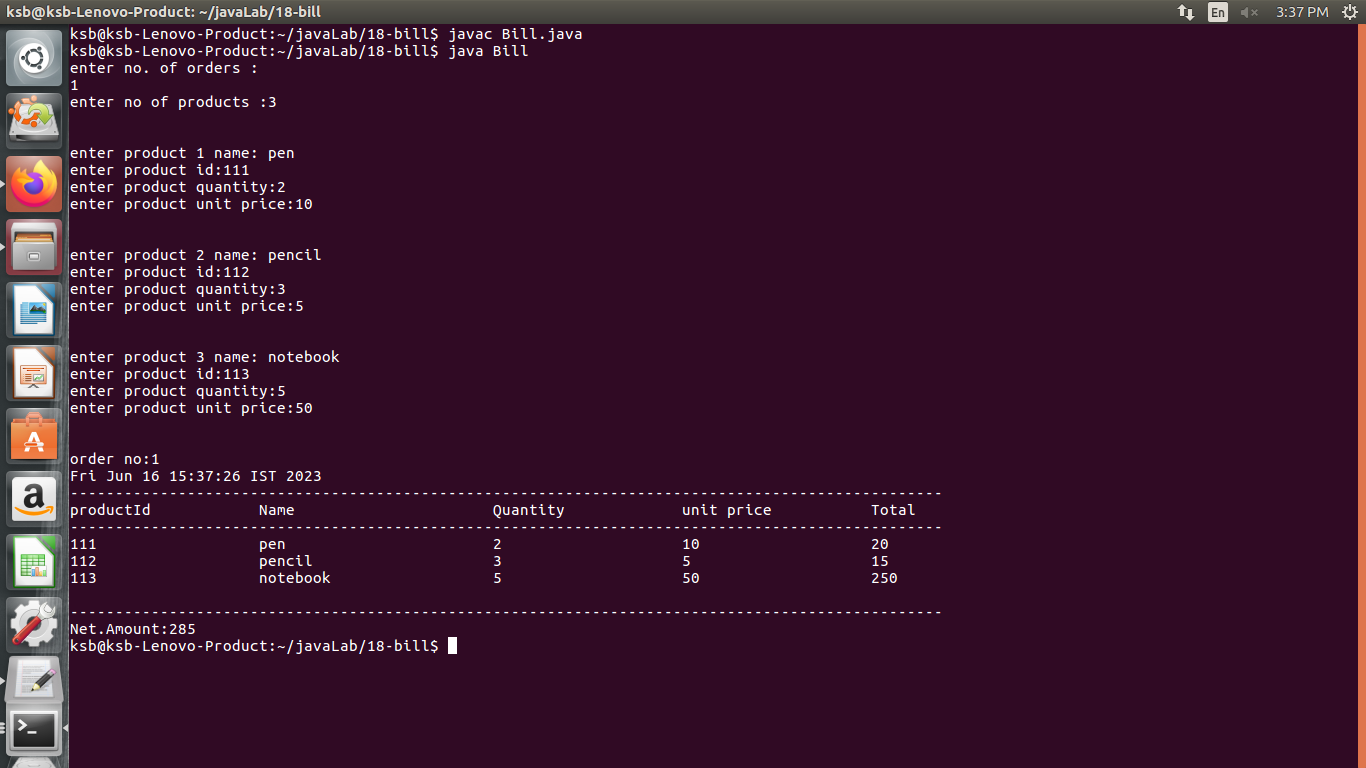 ksb@ksb-Lenovo-Product: ~/javaLab/18-bill En 3:37 PM
ksb@ksb-Lenovo-Product:~/javaLab/18-bill$ javac Bill.java
ksb@ksb-Lenovo-Product:~/javaLab/18-bill$ java Bill
enter no. of orders :
1
enter no of products :3
enter product 1 name: pen
enter product id:111
enter product quantity:2
enter product unit price:10
enter product 2 name: pencil
enter product id:112
enter product quantity:3
enter product unit price:5
enter product 3 name: notebook
enter product id:113
enter product quantity:5
enter product unit price:50
order no:1
Fri Jun 16 15:37:26 IST 2023
-------------------------------------------------------------------------------------------------
productId Name Quantity unit price Total
-------------------------------------------------------------------------------------------------
111 pen 2 10 20
112 pencil 3 5 15
113 notebook 5 50 250
-------------------------------------------------------------------------------------------------
Net.Amount:285
ksb@ksb-Lenovo-Product:~/javaLab/18-bill$